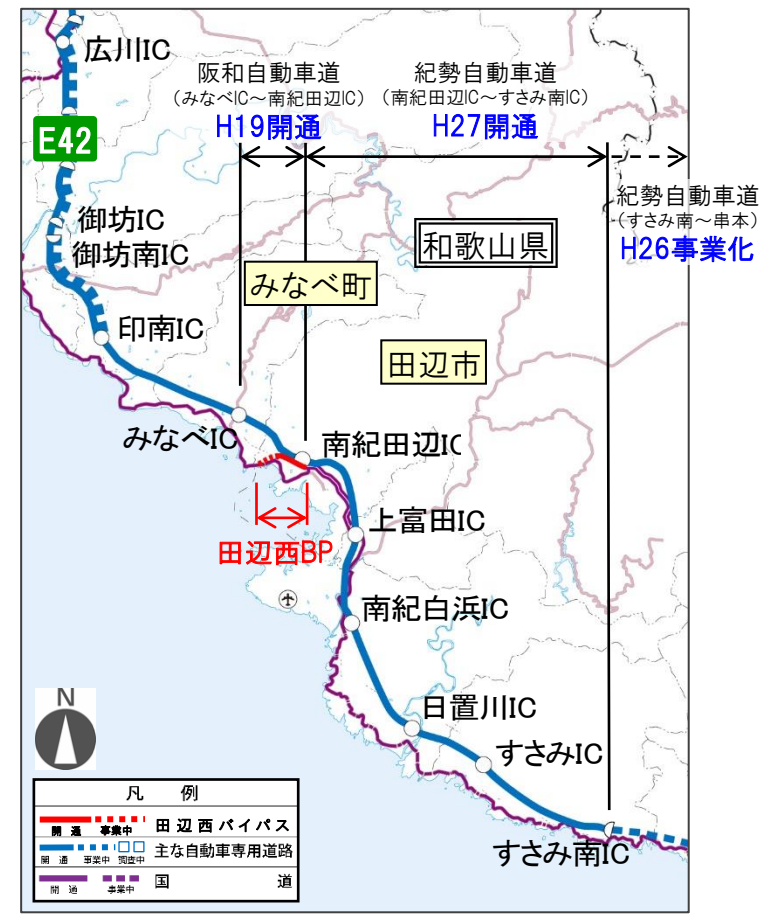 広川IC
阪和自動車道
（みなべIC～南紀田辺IC）
H19開通
紀勢自動車道
（南紀田辺IC～すさみ南IC）
H27開通
E42
紀勢自動車道
（すさみ南～串本）
H26事業化
御坊IC
御坊南IC
和歌山県
みなべ町
印南IC
田辺市
みなべIC
南紀田辺IC
上富田IC
田辺西BP
南紀白浜IC
N
日置川IC
すさみIC
すさみ南IC
凡例
開通 事業中 田辺西バイパス
開通 事業中 調査中 主な自動車専用道路
開通 事業中 国道